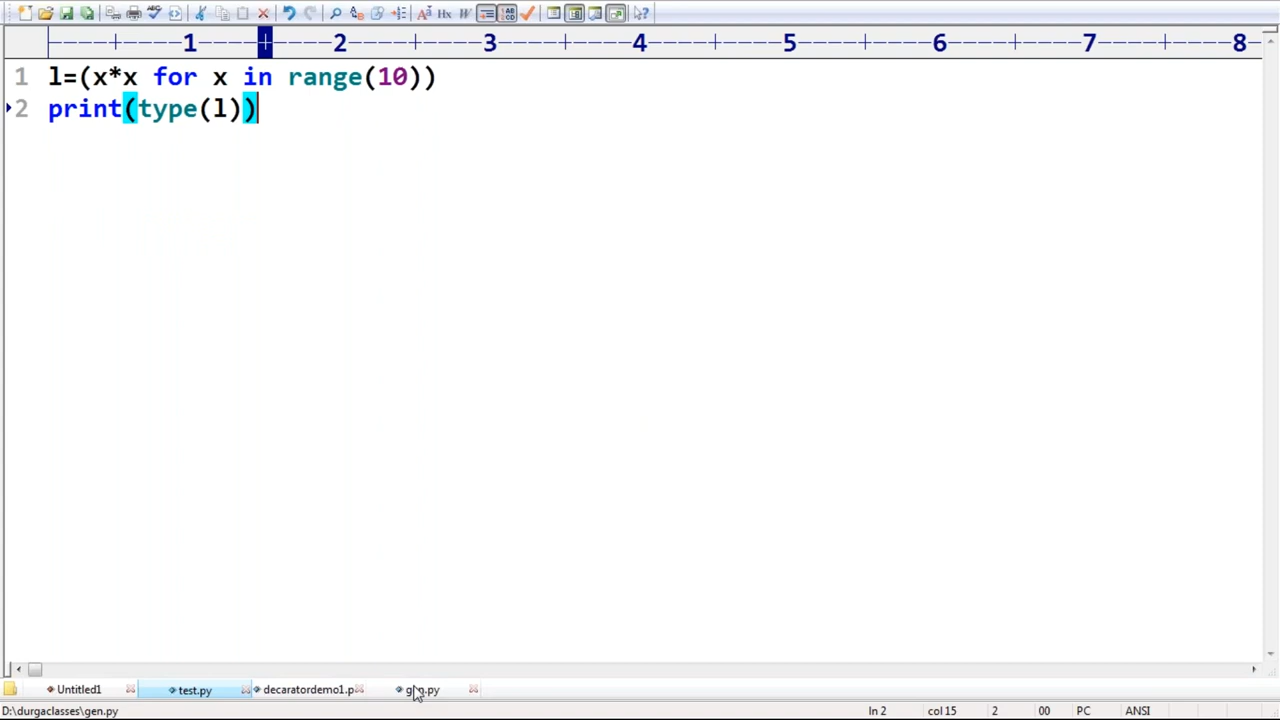 1 2 3 4 5 6 7 8
1 l=(x*x for x in range(10))
2 print(type(l))
Untitled1 test.py decaratordemo1.p gen.py
D:\durgaclasses\gen.py ln 2 col 15 2 00 PC ANSI